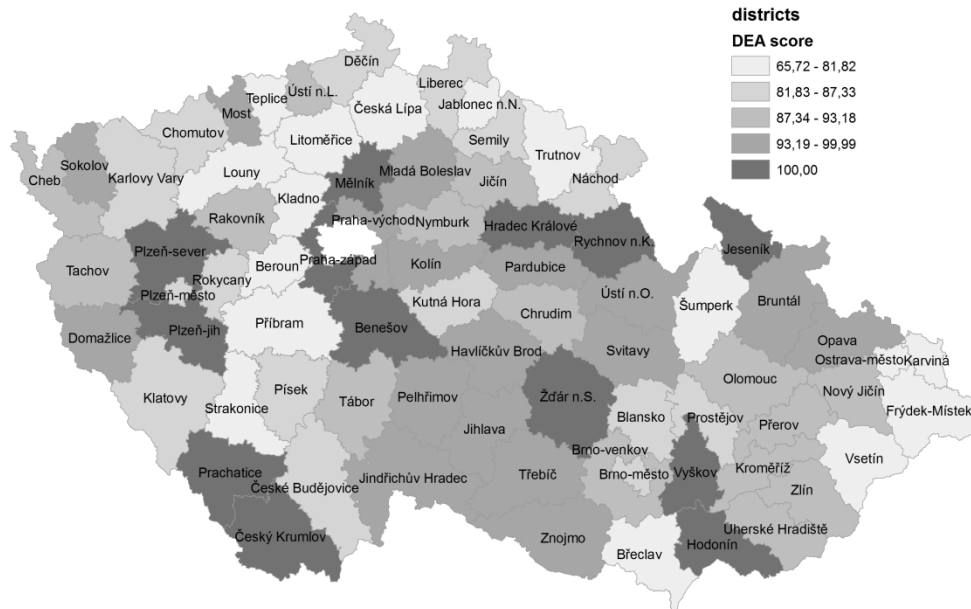 districts
DEA score
65,72 - 81,82
81,83 - 87,33
87,34 - 93,18
93,19 - 99,99
100,00
Děčín
Liberec
Ústí n.L.
Teplice
Česká Lípa
Jablonec n.N.
Most
Chomutov
Litoměřice
Semily
Trutnov
Sokolov
Cheb
Karlovy Vary
Louny
Mělník
Mladá Boleslav
Jičín
Náchod
Kladno
Rakovník
Praha-východ
Nymburk
Hradec Králové
Rychnov n.K.
Jeseník
Plzeň-sever
Praha-západ
Tachov
Rokycany
Beroun
Kolín
Pardubice
Plzeň-město
Kutná Hora
Ústí n.O.
Šumperk
Bruntál
Chrudim
Plzeň-jih
Příbram
Benešov
Domažlice
Opava
Havlíčkův Brod
Svitavy
Ostrava-město
Karviná
Olomouc
Nový Jičín
Klatovy
Písek
Tábor
Pelhřimov
Žďár n.S.
Frýdek-Místek
Strakonice
Blansko
Prostějov
Přerov
Jihlava
Brno-venkov
Vsetín
Prachatice
České Budějovice
Jindřichův Hradec
Třebíč
Brno-město
Vyškov
Kroměříž
Zlín
Český Krumlov
Znojmo
Uherské Hradiště
Hodonín
Břeclav